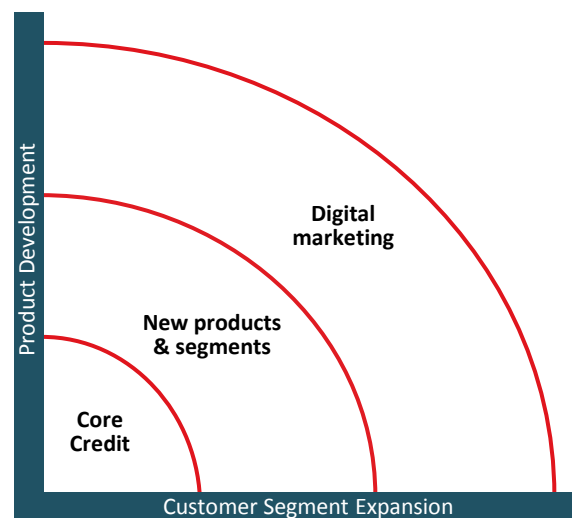 Product Development
Digital
marketing
New products
& segments
Core
Credit
Customer Segment Expansion